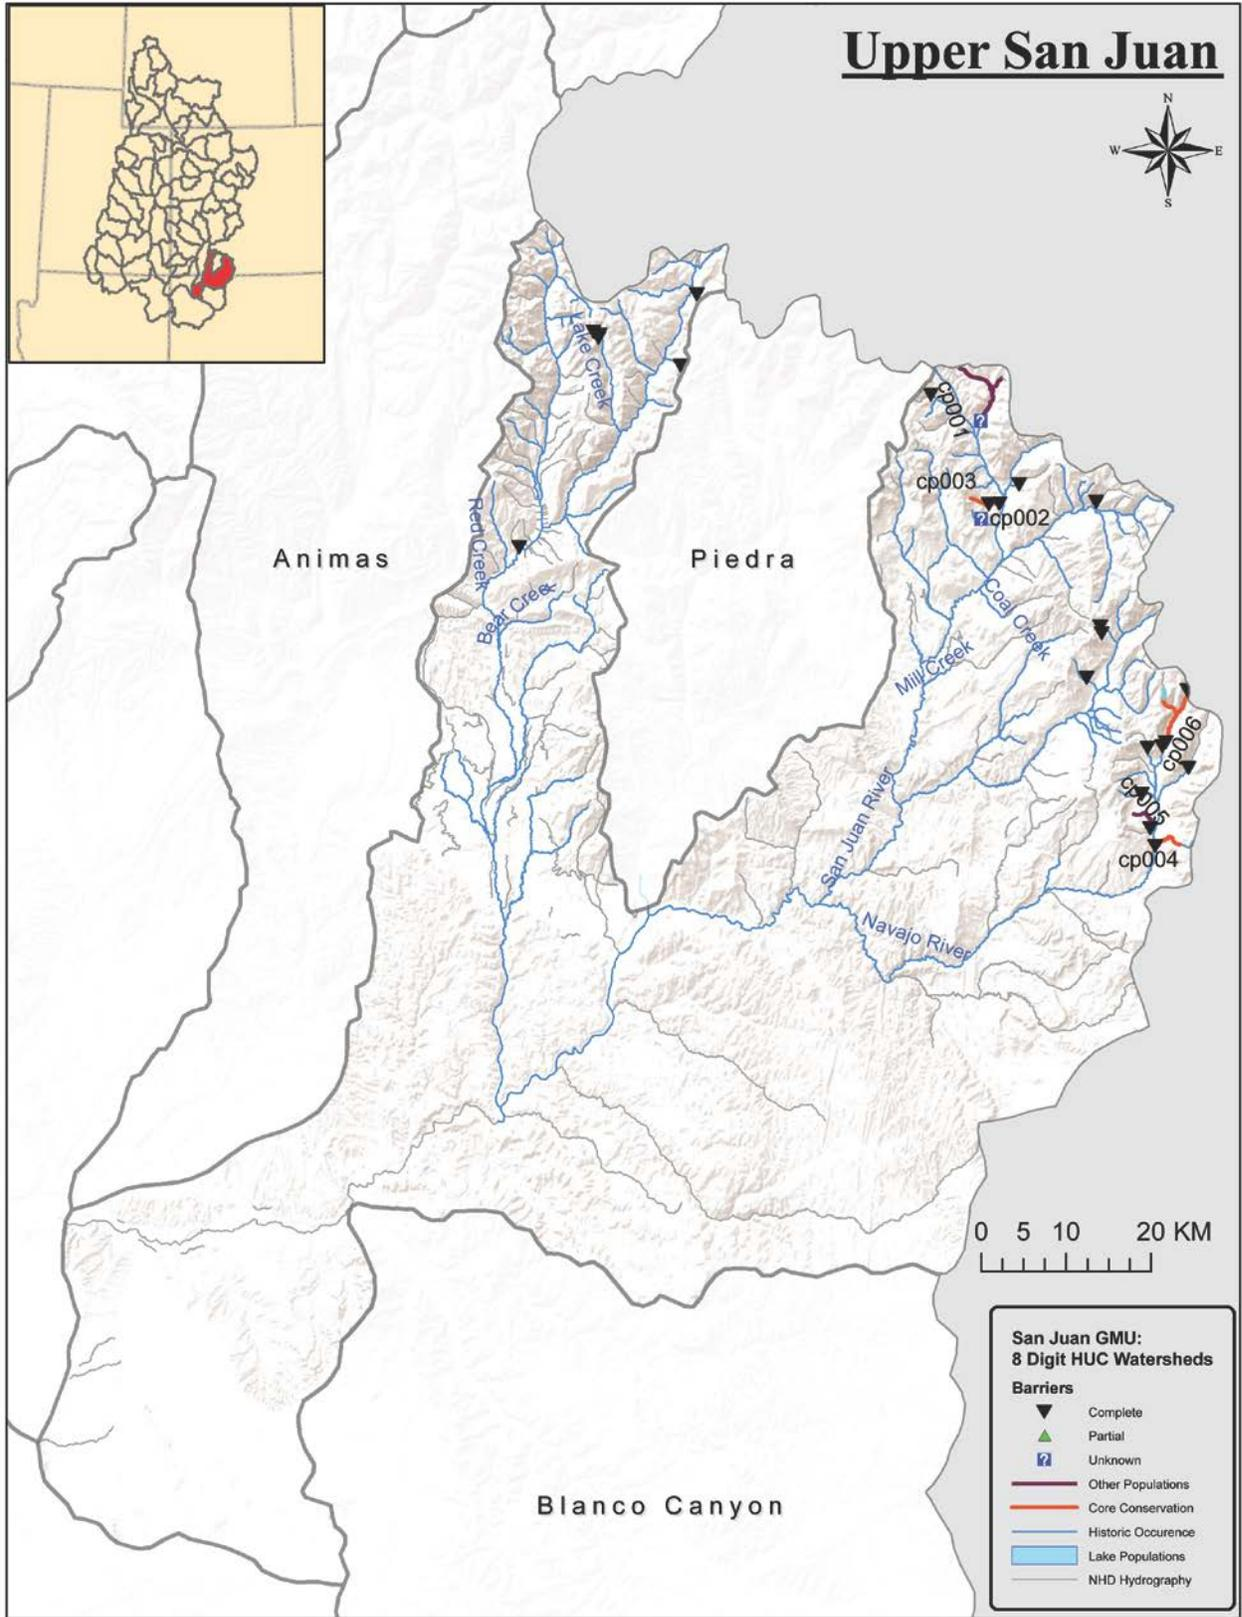 Upper San Juan
N
W E
S
Lake Creek
cp001
cp003
cp002
Red Creek
Animas
Piedra
Bear Creek
Coal Creek
Mill Creek
cp006
San Juan River
cp005
cp004
Navajo River
0 5 10 20 KM
San Juan GMU:
8 Digit HUC Watersheds
Barriers
Complete
Partial
? Unknown
Other Populations
Core Conservation
Historic Occurence
Lake Populations
NHD Hydrography
Blanco Canyon